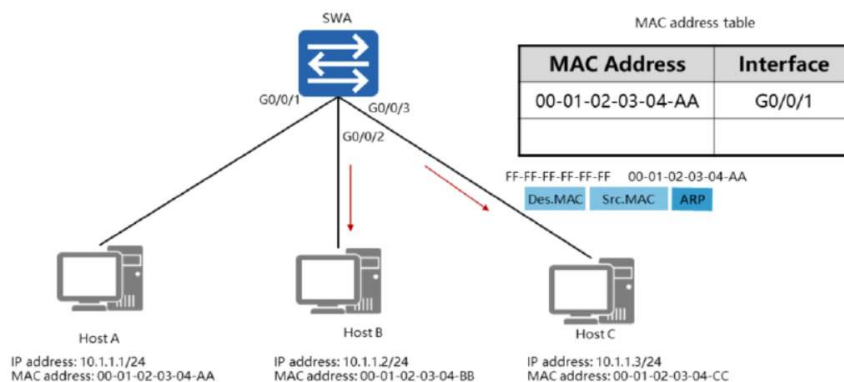 SWA
MAC address table
MAC Address Interface
00-01-02-03-04-AA G0/0/1
G0/0/1
G0/0/3
G0/0/2
FF-FF-FF-FF-FF-FF 00-01-02-03-04-AA
Des.MAC Src.MAC ARP
Host A
IP address: 10.1.1.1/24
MAC address: 00-01-02-03-04-AA
Host B
IP address: 10.1.1.2/24
MAC address: 00-01-02-03-04-BB
Host C
IP address: 10.1.1.3/24
MAC address: 00-01-02-03-04-CC